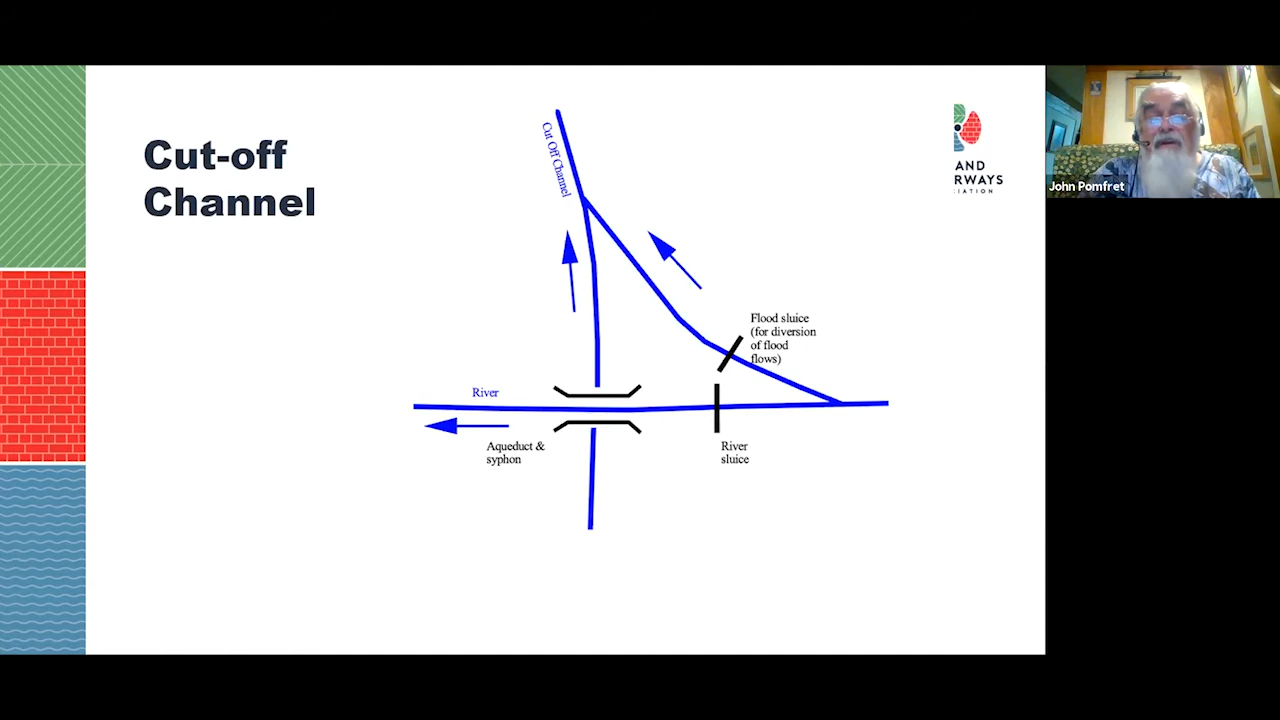 Cut-off
Channel
Cut Off Channel
AND
RWAYS
IATION
John Pomfret
Flood sluice
(for diversion
of flood
flows)
River
Aqueduct &
syphon
River
sluice